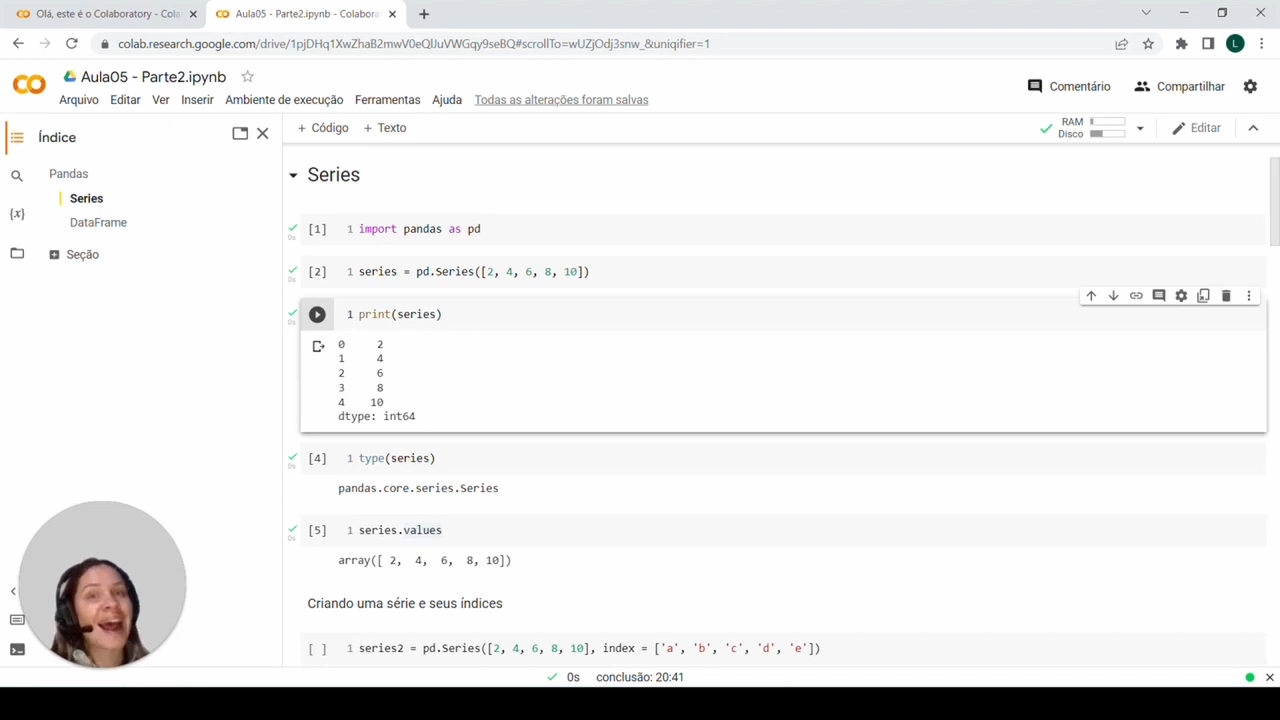 Olá, este é o Colaboratory - Cola
Aula05 - Parte2.ipynb - Colabora
colab.research.google.com/drive/1pjDHq1XwZhaB2mwV0eQlJuVWGqy9seBQ#scrollTo=wUZjOdj3snw_&uniqifier=1
L
Aula05 - Parte2.ipynb
Arquivo Editar Ver Inserir Ambiente de execução Ferramentas Ajuda Todas as alterações foram salvas
Comentário
Compartilhar
Índice
Pandas
Series
DataFrame
Seção
+ Código + Texto
RAM
Disco
Editar
Series
[1] 1 import pandas as pd
0s
[2] 1 series = pd.Series([2, 4, 6, 8, 10])
0s
1 print(series)
0s
0 2
1 4
2 6
3 8
4 10
dtype: int64
[4] 1 type(series)
0s
pandas.core.series.Series
[5] 1 series.values
0s
array([ 2, 4, 6, 8, 10])
Criando uma série e seus índices
[ ] 1 series2 = pd.Series([2, 4, 6, 8, 10], index = ['a', 'b', 'c', 'd', 'e'])
0s conclusão: 20:41